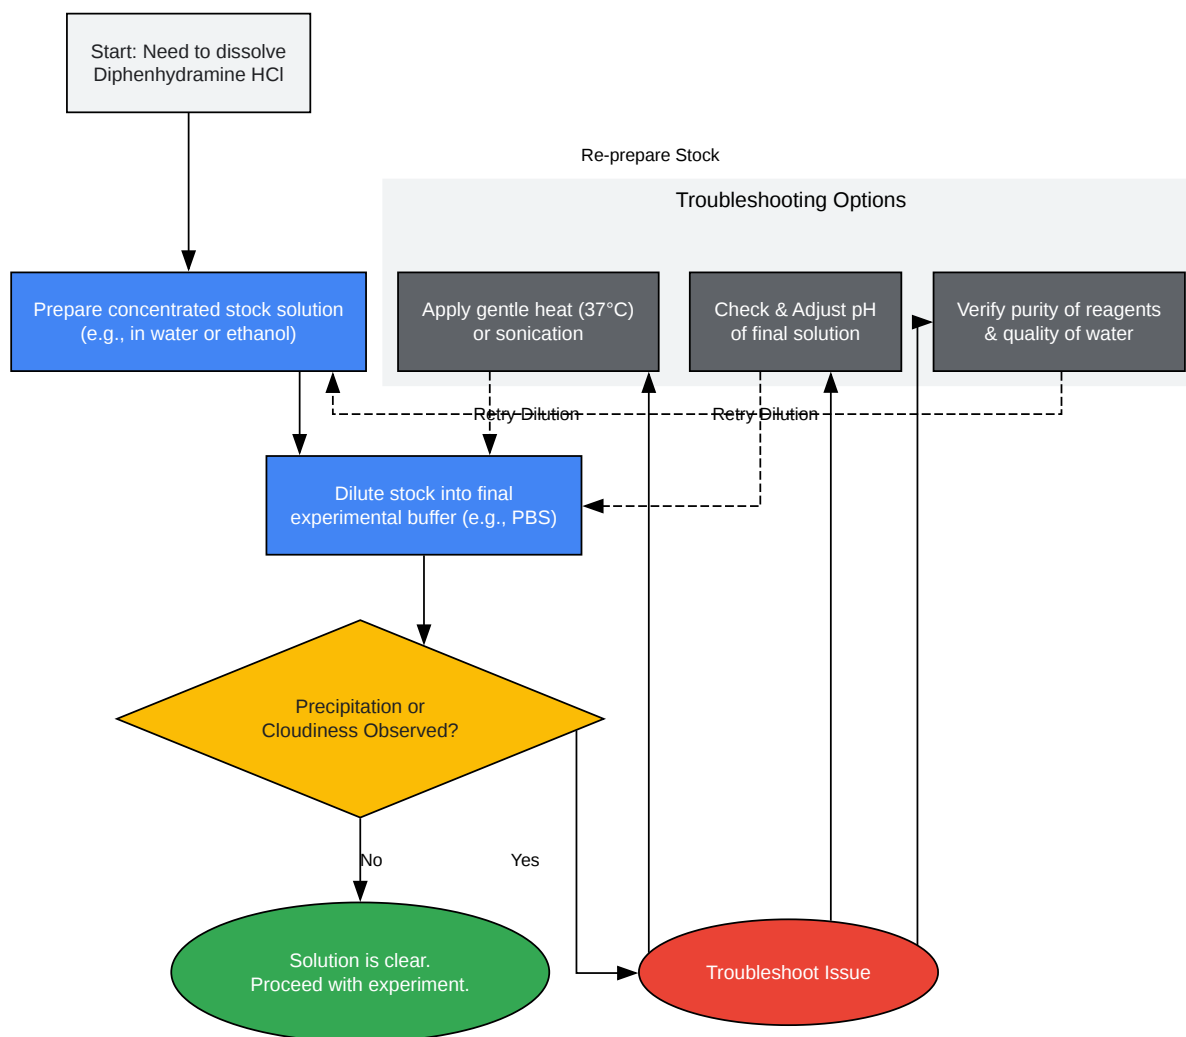 Start: Need to dissolve
Diphenhydramine HCl
Re-prepare Stock
Troubleshooting Options
Prepare concentrated stock solution
(e.g., in water or ethanol)
Apply gentle heat (37°C)
or sonication
Check & Adjust pH
of final solution
Verify purity of reagents
& quality of water
Retry Dilution
Retry Dilution
Dilute stock into final
experimental buffer (e.g., PBS)
Precipitation or
Cloudiness Observed?
No
Yes
Solution is clear.
Proceed with experiment.
Troubleshoot Issue